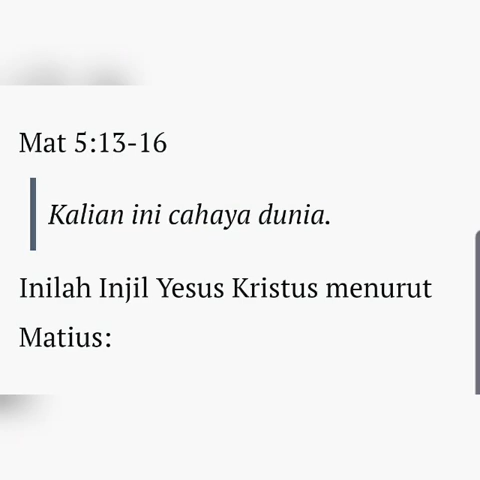 Mat 5:13-16
Kalian ini cahaya dunia.
Inilah Injil Yesus Kristus menurut
Matius: